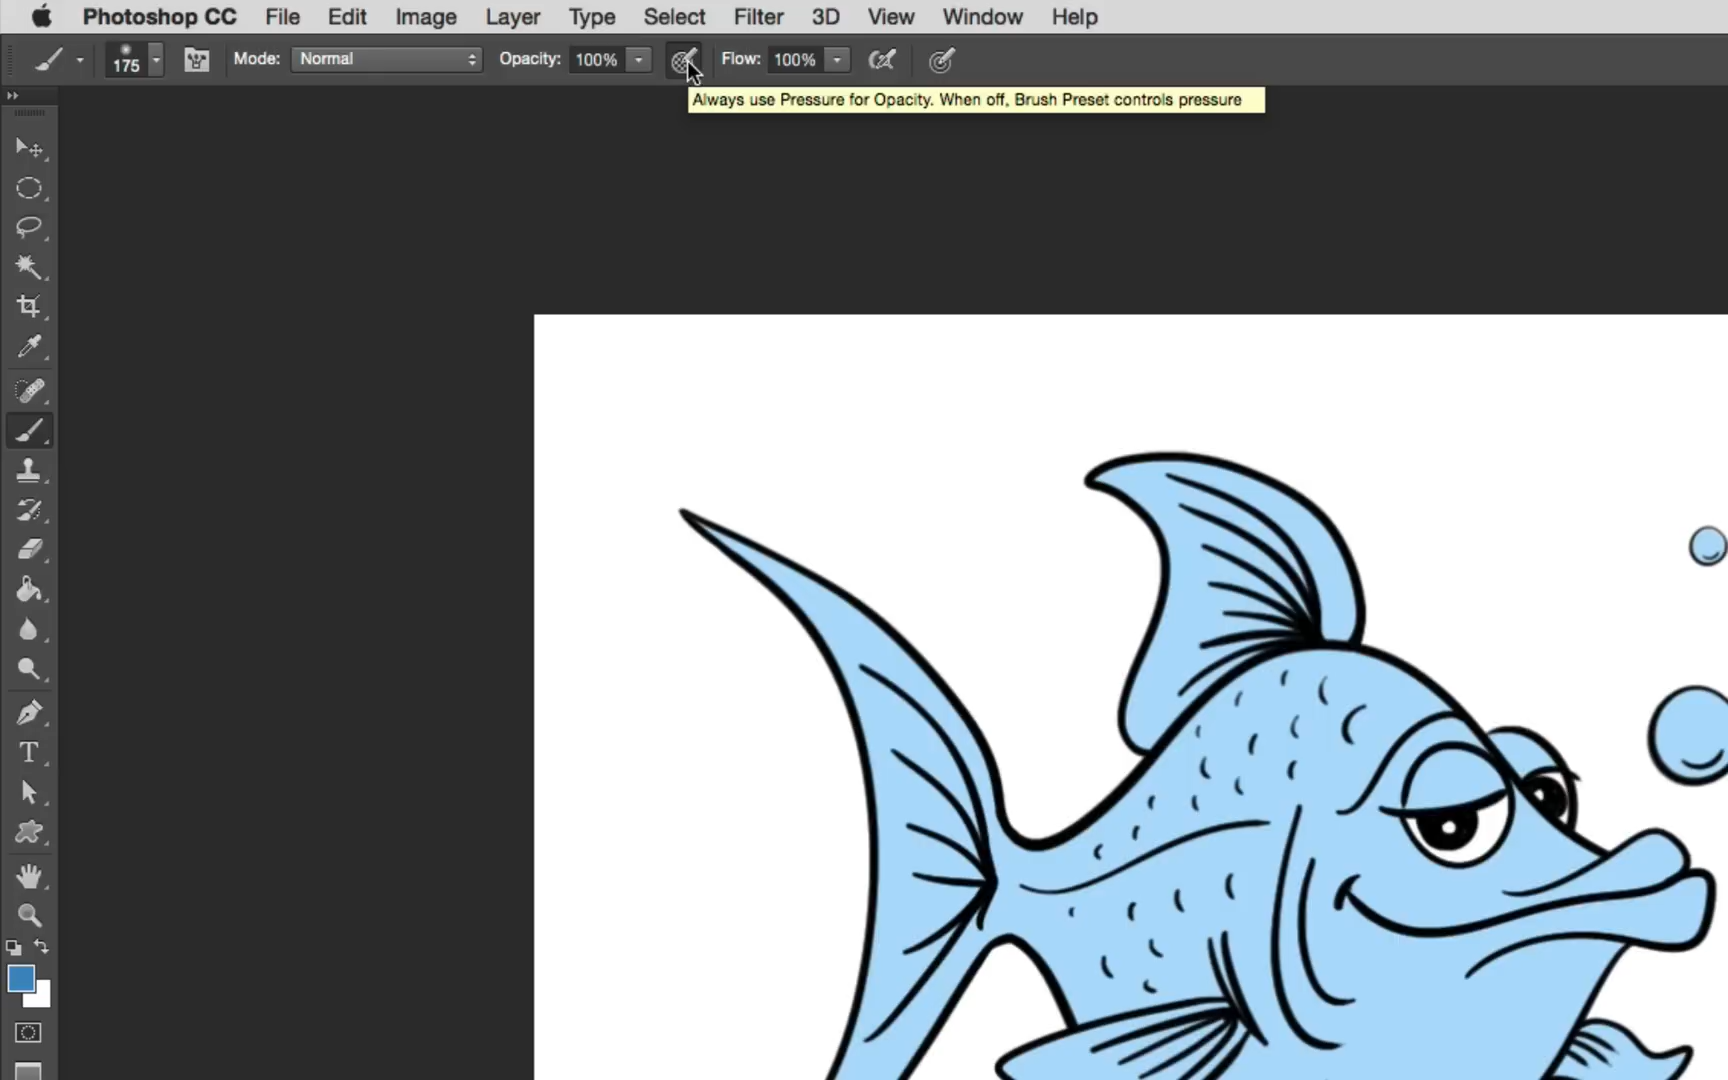 Photoshop CC File Edit Image Layer Type Select Filter 3D View Window Help
175 Mode: Normal Opacity: 100% Flow: 100%
Always use Pressure for Opacity. When off, Brush Preset controls pressure